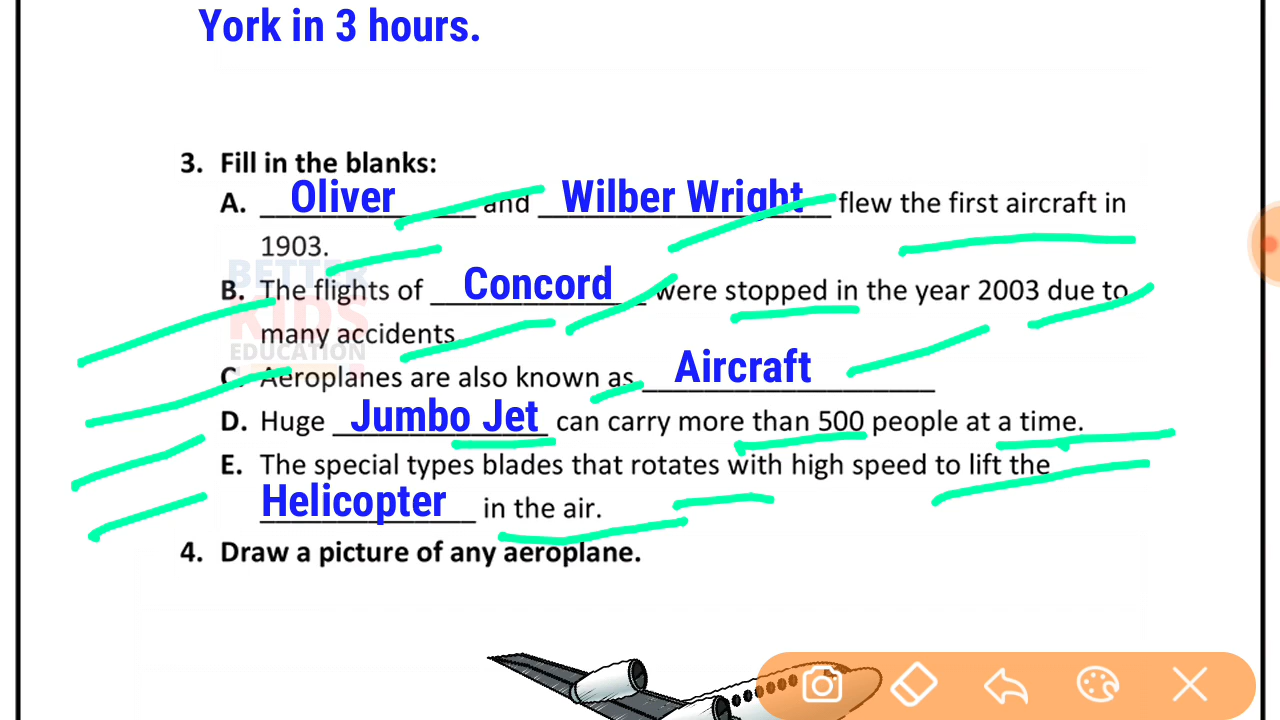 York in 3 hours.
3. Fill in the blanks:
A. Oliver and Wilber Wright flew the first aircraft in
1903.
B. The flights of Concord were stopped in the year 2003 due to
many accidents
C. Aeroplanes are also known as Aircraft
D. Huge Jumbo Jet can carry more than 500 people at a time.
E. The special types blades that rotates with high speed to lift the
Helicopter in the air.
4. Draw a picture of any aeroplane.
BETTER
KIDS
EDUCATION